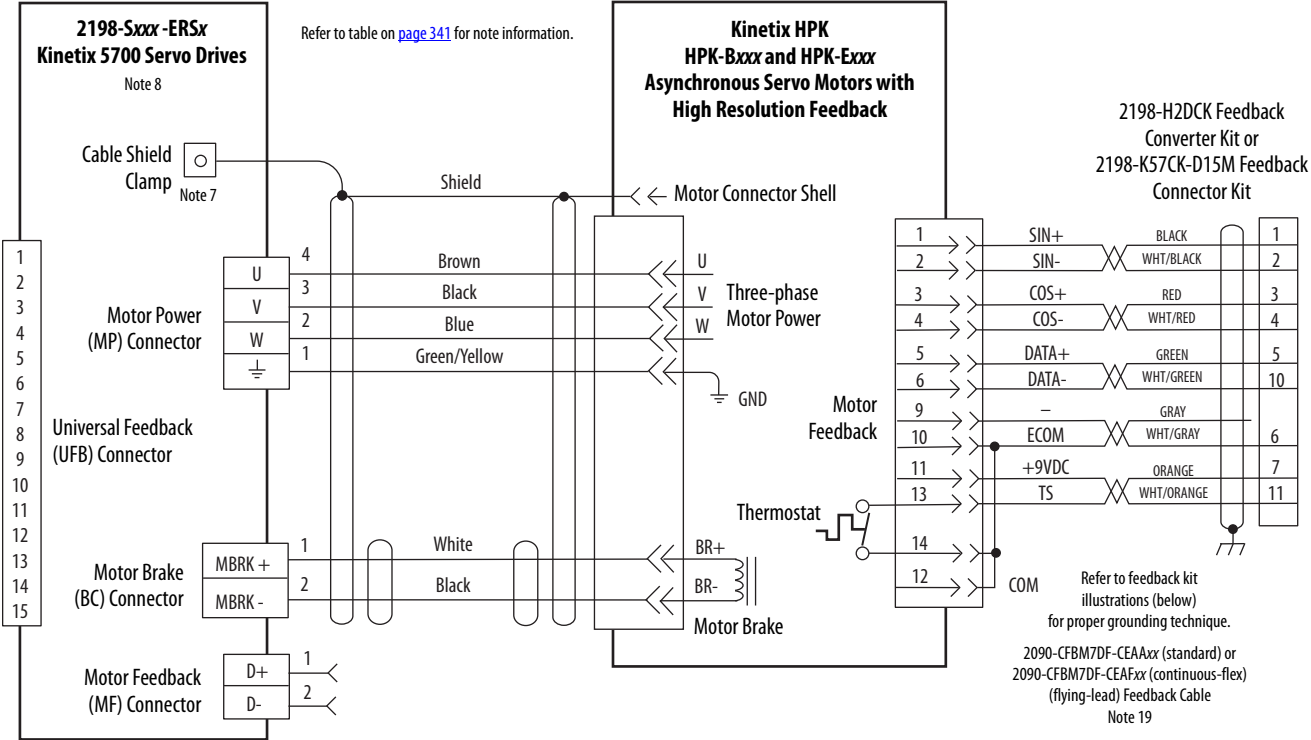 2198-Sxxx -ERSx
Kinetix 5700 Servo Drives
Note 8
Refer to table on page 341 for note information.
Kinetix HPK
HPK-Bxxx and HPK-Exxx
Asynchronous Servo Motors with
High Resolution Feedback
2198-H2DCK Feedback
Converter Kit or
2198-K57CK-D15M Feedback
Connector Kit
Cable Shield
Clamp
Note 7
Shield
Motor Connector Shell
1
2
3
4
5
6
7
8
9
10
11
12
13
14
15
Universal Feedback
(UFB) Connector
Motor Power
(MP) Connector
U
V
W
4
3
2
1
Brown
Black
Blue
Green/Yellow
U
V
W
Three-phase
Motor Power
GND
Motor Brake
(BC) Connector
MBRK +
MBRK -
1
2
White
Black
BR+
BR-
Motor Brake
Motor Feedback
(MF) Connector
D+
D-
1
2
Motor
Feedback
Thermostat
1 SIN+ BLACK 1
2 SIN- WHT/BLACK 2
3 COS+ RED 3
4 COS- WHT/RED 4
5 DATA+ GREEN 5
6 DATA- WHT/GREEN 10
9 – GRAY
10 ECOM WHT/GRAY 6
11 +9VDC ORANGE 7
13 TS WHT/ORANGE 11
14
12 COM
Refer to feedback kit
illustrations (below)
for proper grounding technique.
2090-CFBM7DF-CEAAxx (standard) or
2090-CFBM7DF-CEAFxx (continuous-flex)
(flying-lead) Feedback Cable
Note 19